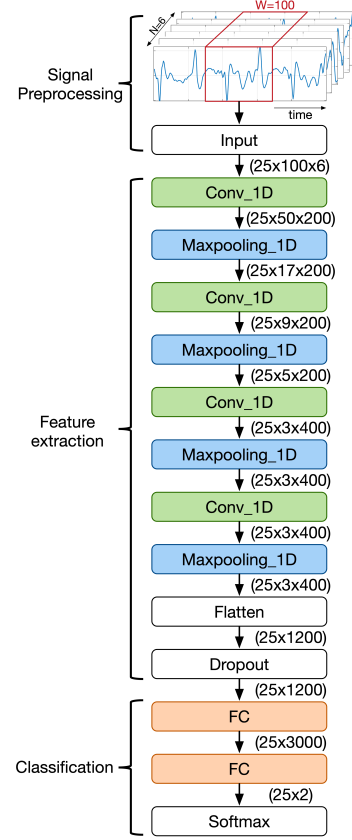 W=100
N=6
Signal
Preprocessing
time
Input
(25x100x6)
Conv_1D
(25x50x200)
Maxpooling_1D
(25x17x200)
Conv_1D
(25x9x200)
Maxpooling_1D
(25x5x200)
Feature
extraction
Conv_1D
(25x3x400)
Maxpooling_1D
(25x3x400)
Conv_1D
(25x3x400)
Maxpooling_1D
(25x3x400)
Flatten
(25x1200)
Dropout
(25x1200)
Classification
FC
(25x3000)
FC
(25x2)
Softmax